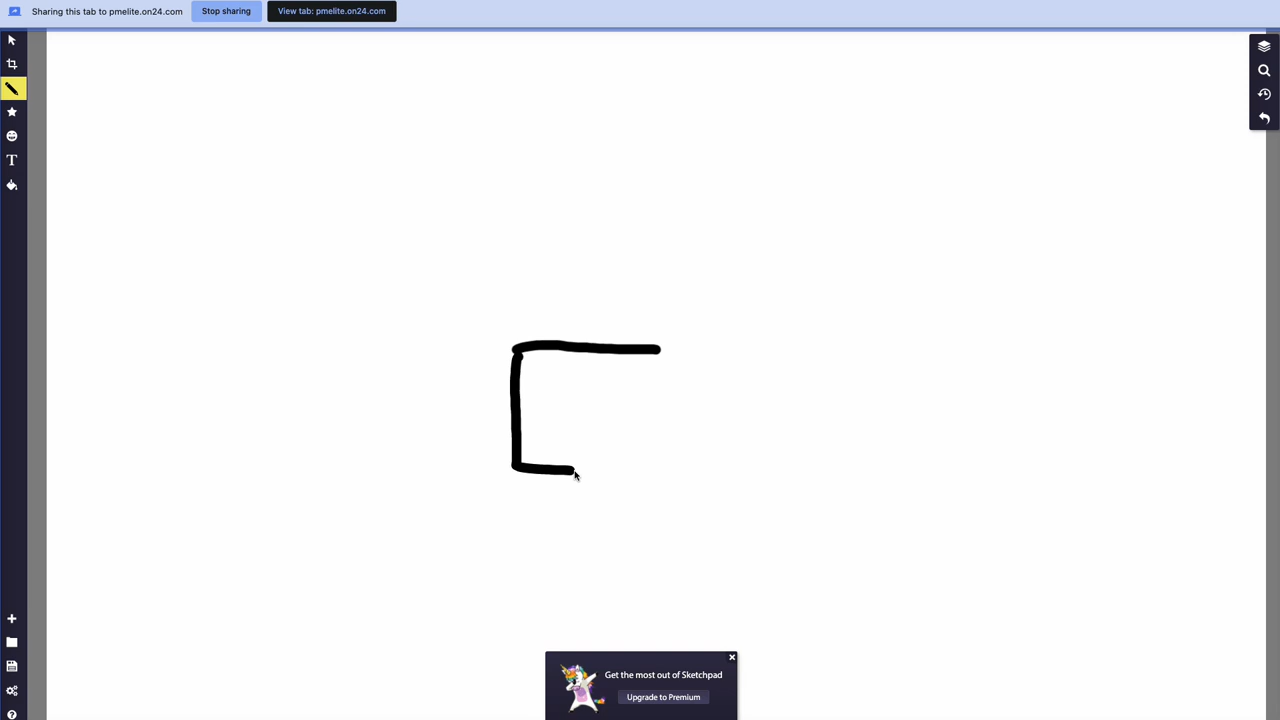 Sharing this tab to pmelite.on24.com Stop sharing View tab: pmelite.on24.com
T
Get the most out of Sketchpad
Upgrade to Premium